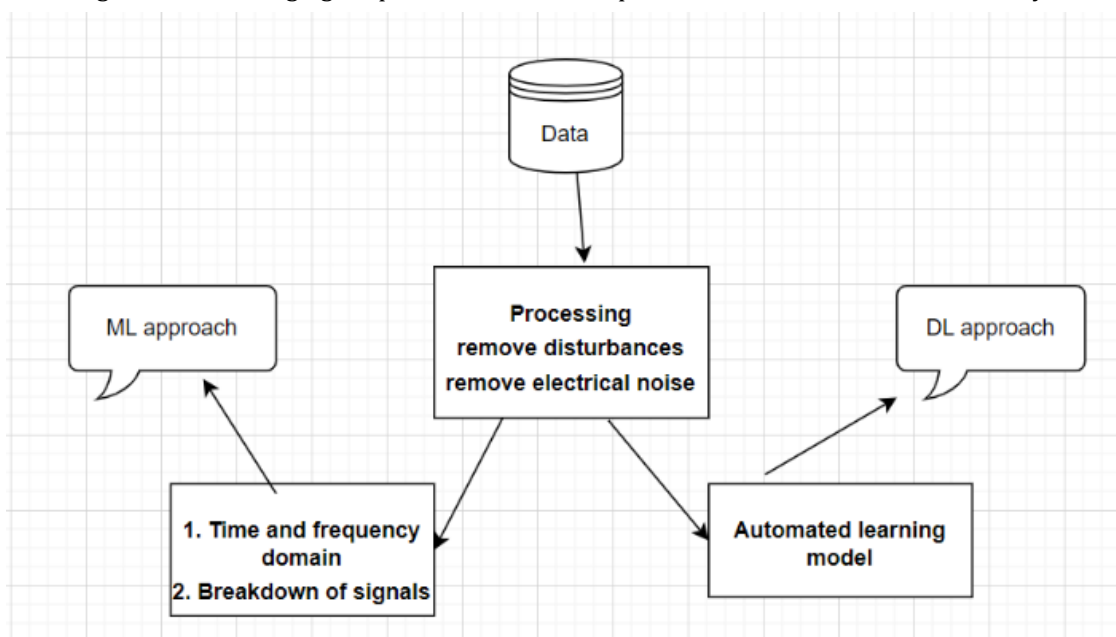 Data
Processing
remove disturbances
remove electrical noise
ML approach
DL approach
1. Time and frequency
domain
2. Breakdown of signals
Automated learning
model